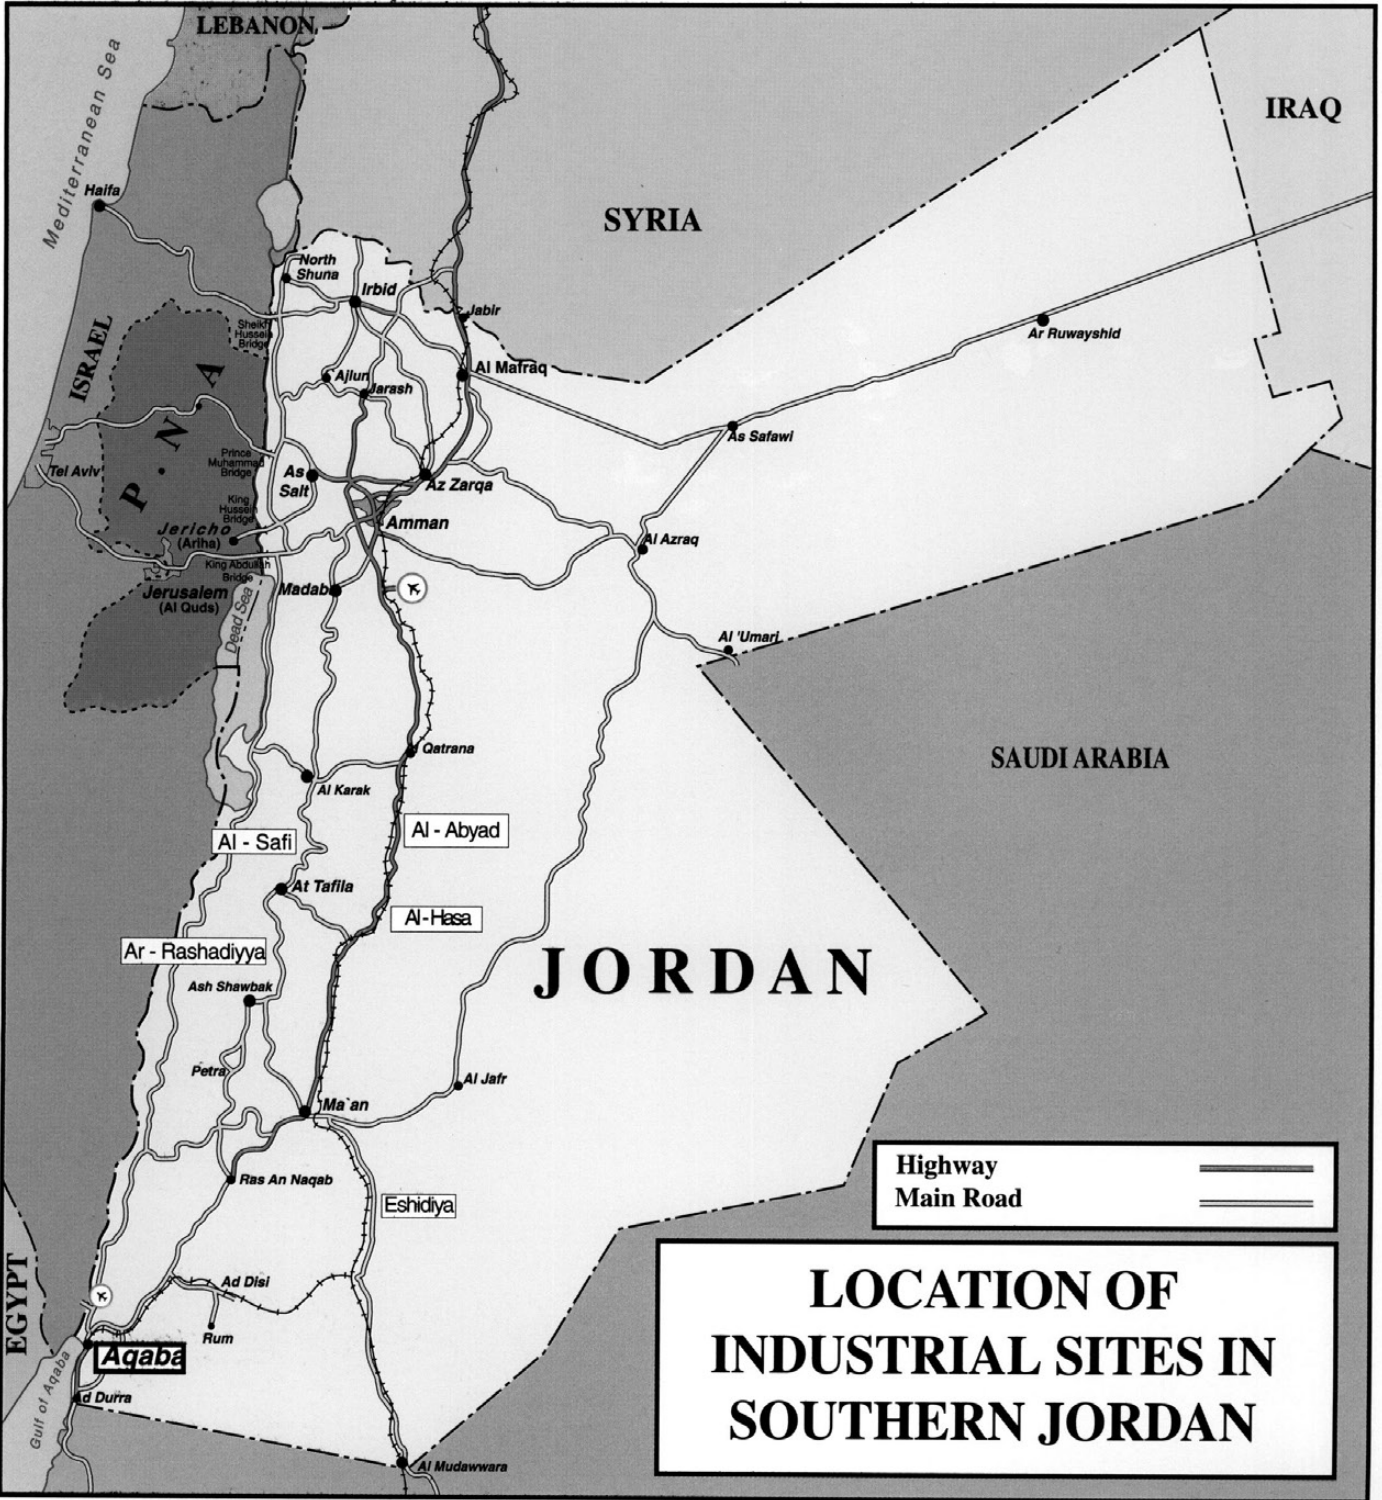 LEBANON
Mediterranean Sea
IRAQ
Haifa
SYRIA
North
Shuna
Irbid
Jabir
Sheikh
Hussein
Bridge
ISRAEL
Ar Ruwayshid
Al Mafraq
Ajlun
Jarash
P N A
As Safawi
Tel Aviv
Prince
Muhammad
Bridge
As
Salt
Az Zarqa
King
Hussein
Bridge
Amman
Jericho
(Ariha)
Al Azraq
King Abdullah
Bridge
Jerusalem
(Al Quds)
Madaba
Dead Sea
Al 'Umari
Qatrana
SAUDI ARABIA
Al Karak
Al - Safi
Al - Abyad
At Tafila
Al-Hasa
Ar - Rashadiyya
JORDAN
Ash Shawbak
Petra
Al Jafr
Ma`an
Ras An Naqab
Eshidiya
Highway
Main Road
EGYPT
Ad Disi
Rum
Aqaba
Gulf of Aqaba
Ad Durra
Al Mudawwara
LOCATION OF
INDUSTRIAL SITES IN
SOUTHERN JORDAN